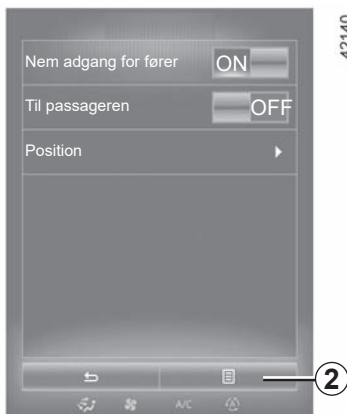 42140
Nem adgang for fører ON
Til passageren OFF
Position
2
A/C